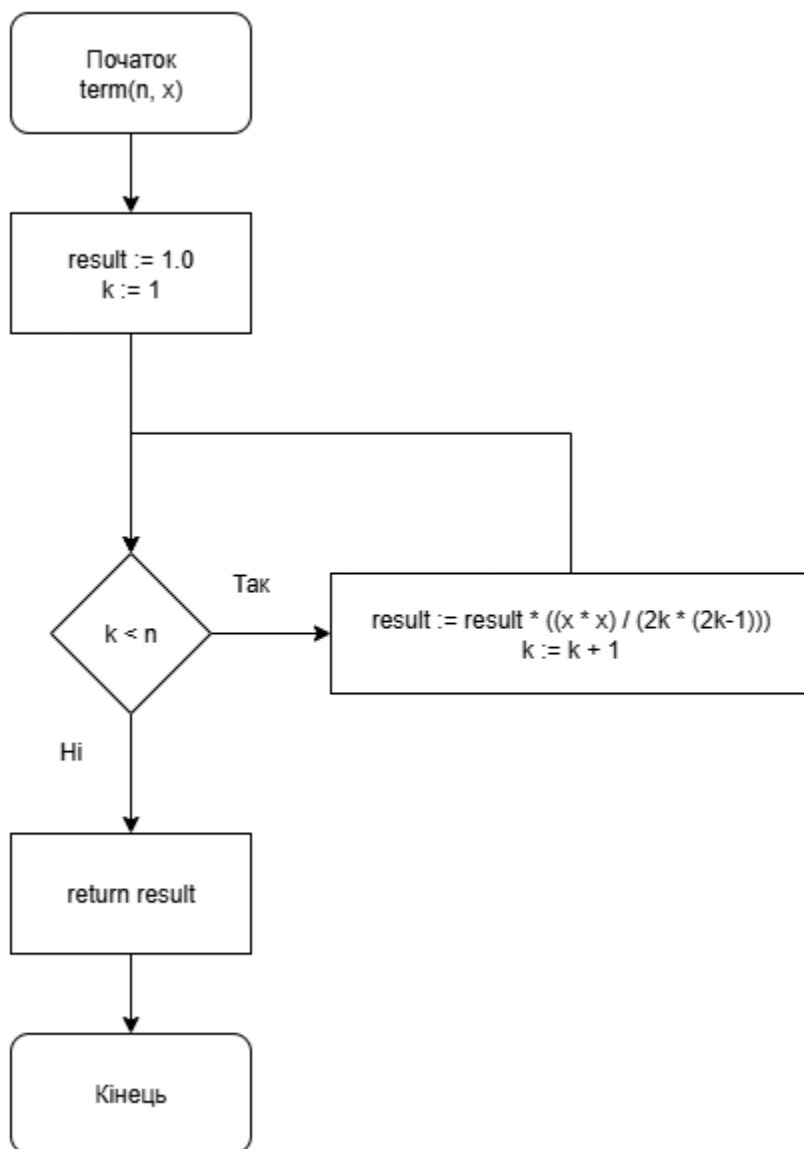 Початок
term(n, x)
result := 1.0
k := 1
k < n
Так
result := result * ((x * x) / (2k * (2k-1)))
k := k + 1
Ні
return result
Кінець